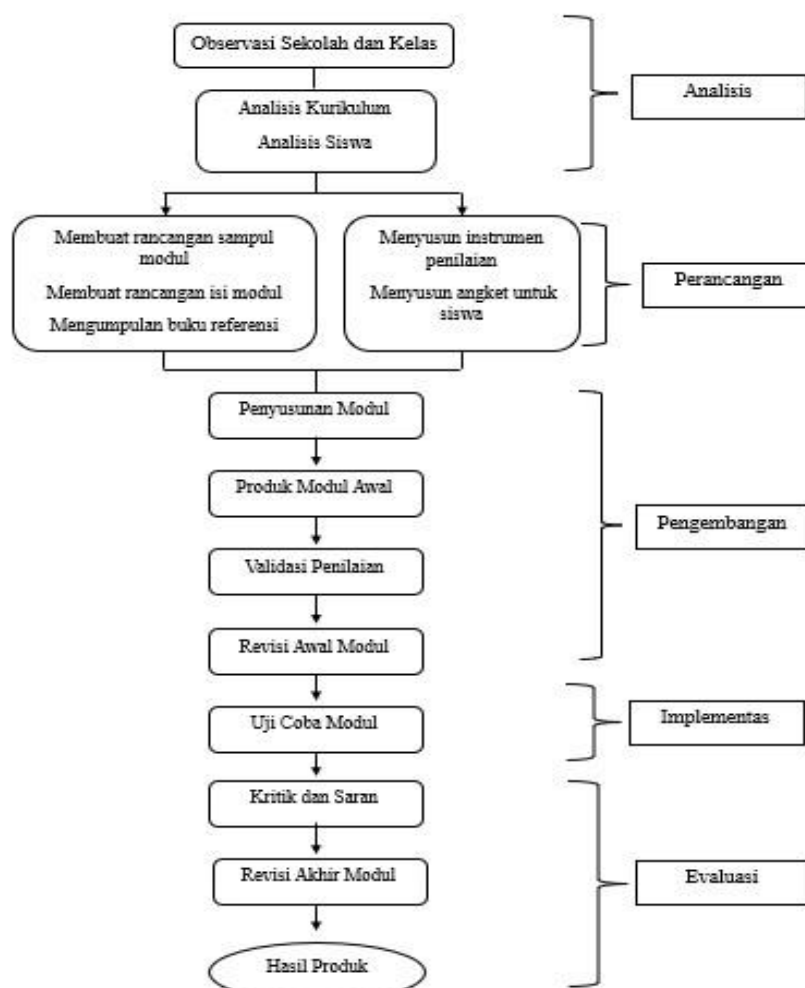 Observasi Sekolah dan Kelas
Analisis
Analisis Kurikulum
Analisis Siswa
Membuat rancangan sampul
modul
Membuat rancangan isi modul
Mengumpulan buku referensi
Menyusun instrumen
penilaian
Menyusun angket untuk
siswa
Perancangan
Penyusunan Modul
Produk Modul Awal
Pengembangan
Validasi Penilaian
Revisi Awal Modul
Uji Coba Modul
Implementas
Kritik dan Saran
Revisi Akhir Modul
Evaluasi
Hasil Produk